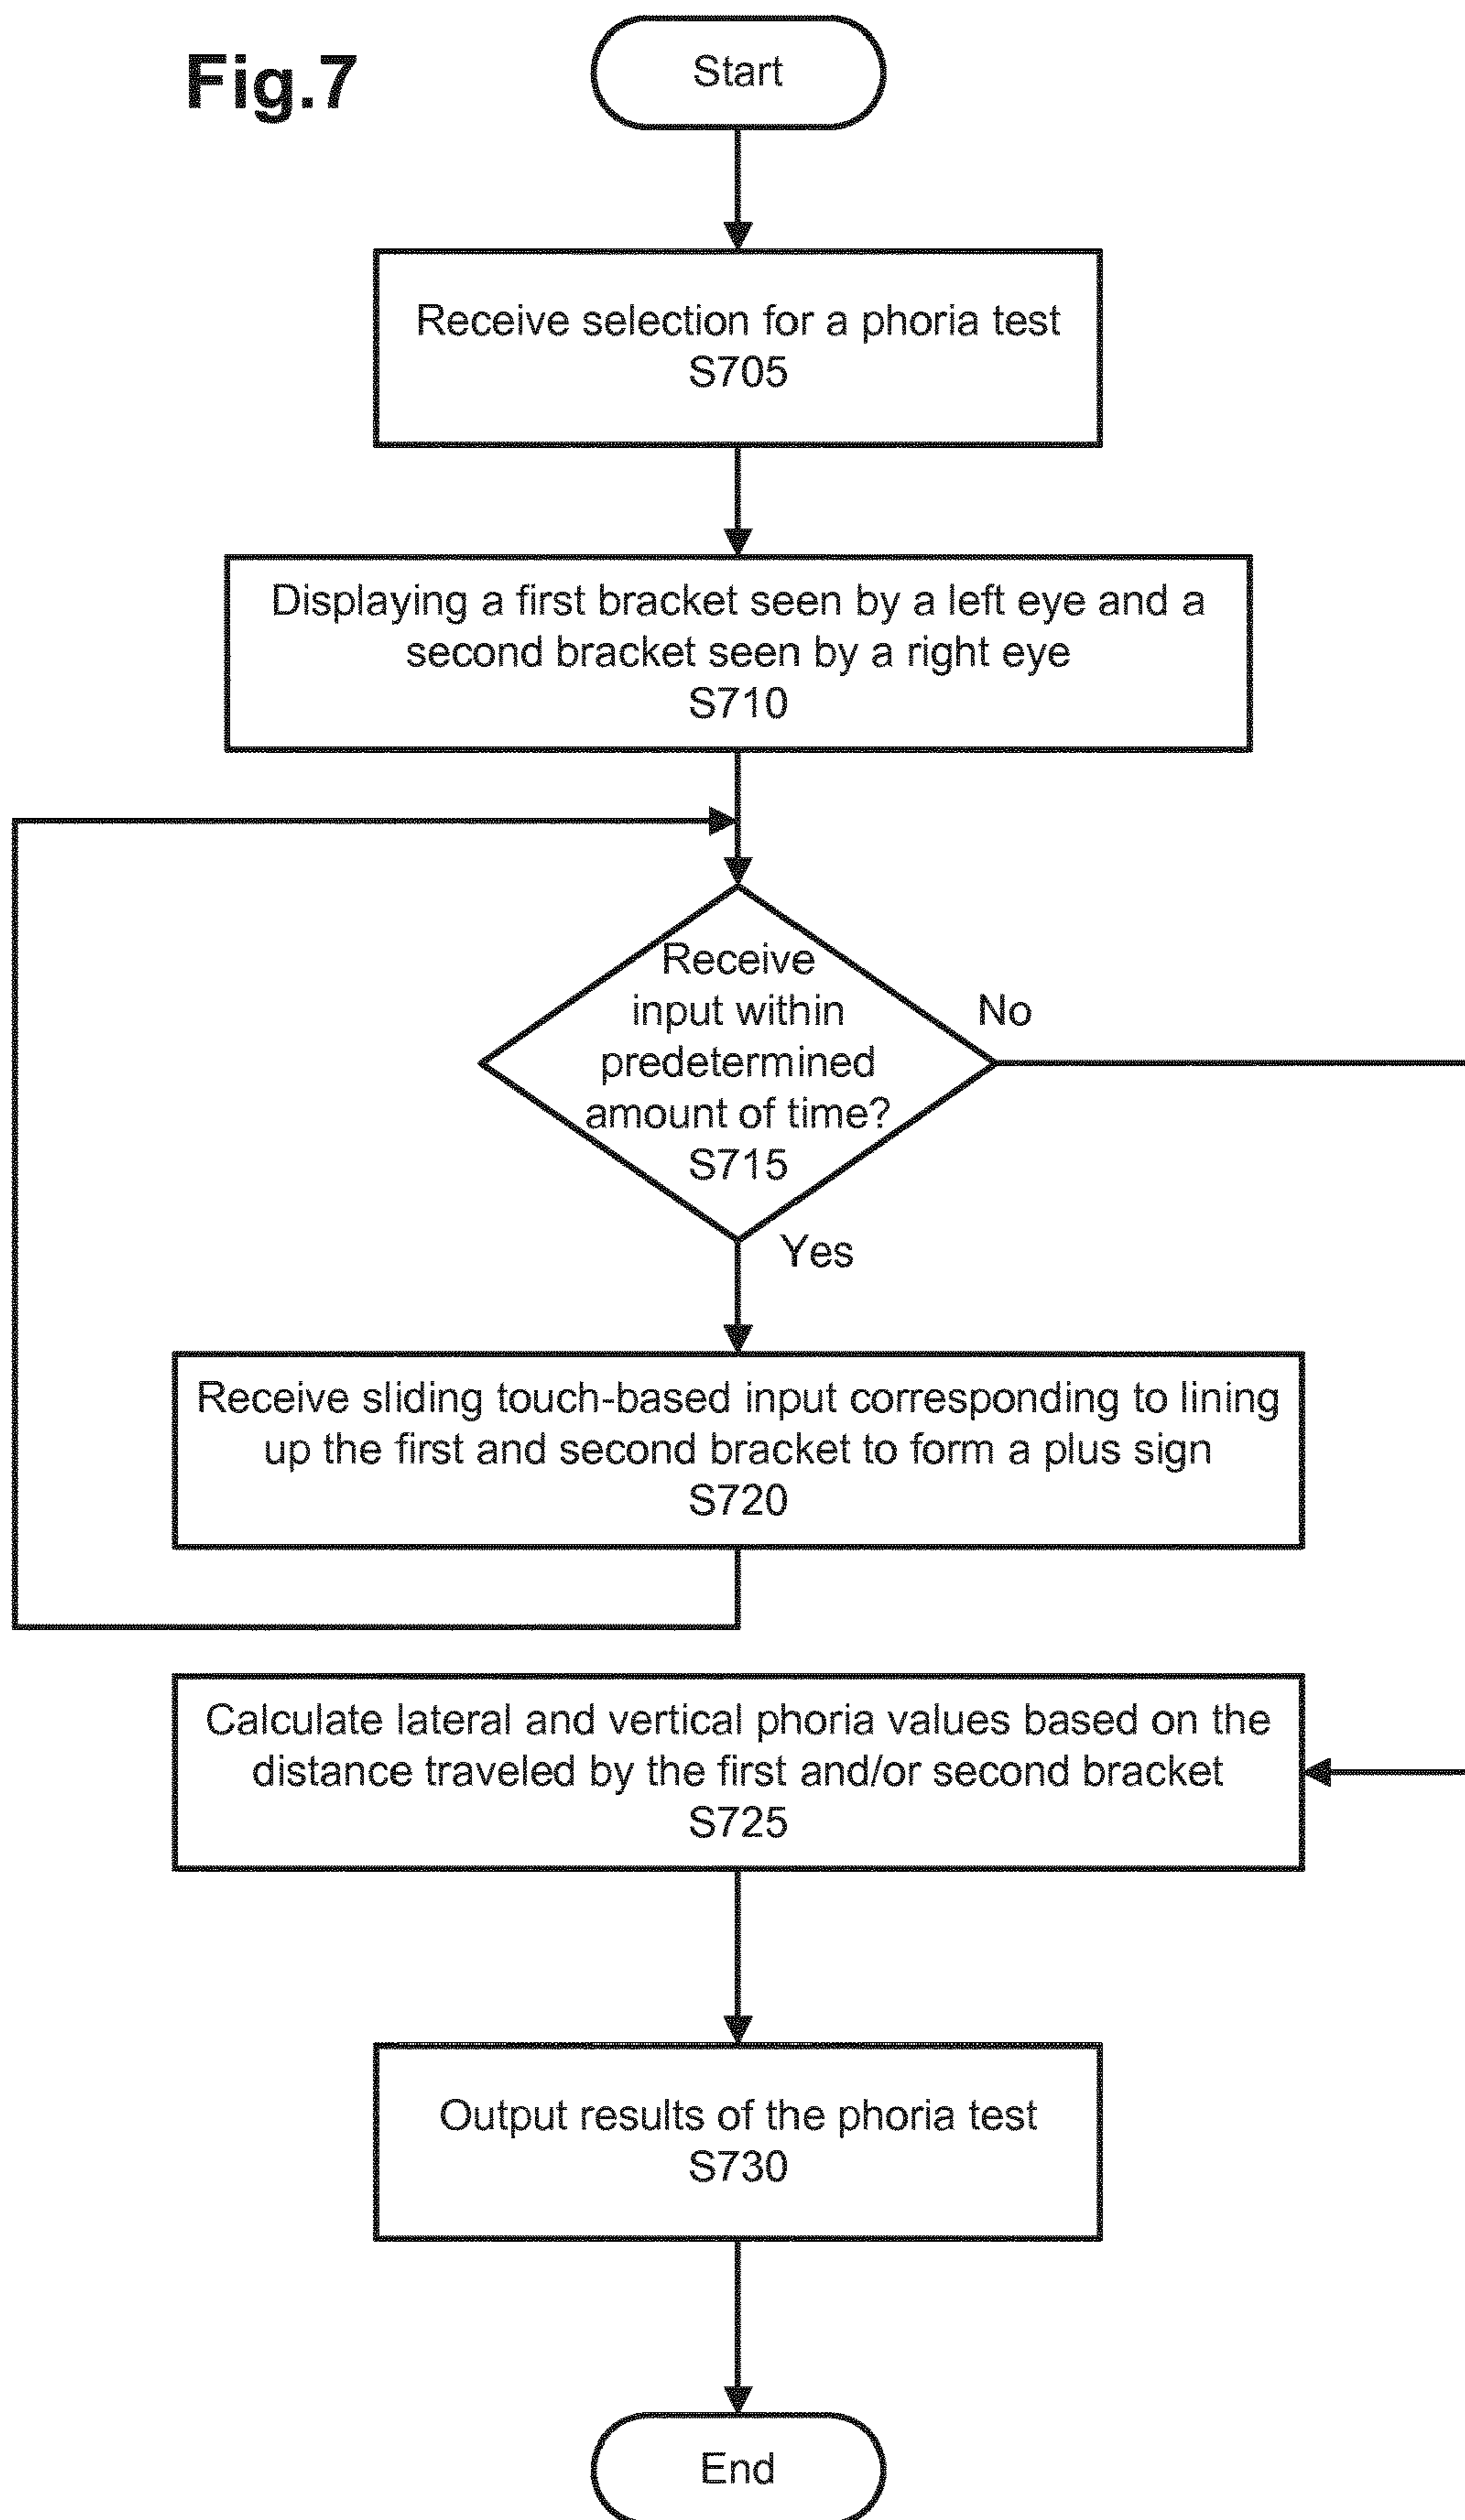 Fig.7
Start
Receive selection for a phoria test
S705
Displaying a first bracket seen by a left eye and a
second bracket seen by a right eye
S710
Receive
input within
predetermined
amount of time?
S715
No
Yes
Receive sliding touch-based input corresponding to lining
up the first and second bracket to form a plus sign
S720
Calculate lateral and vertical phoria values based on the
distance traveled by the first and/or second bracket
S725
Output results of the phoria test
S730
End